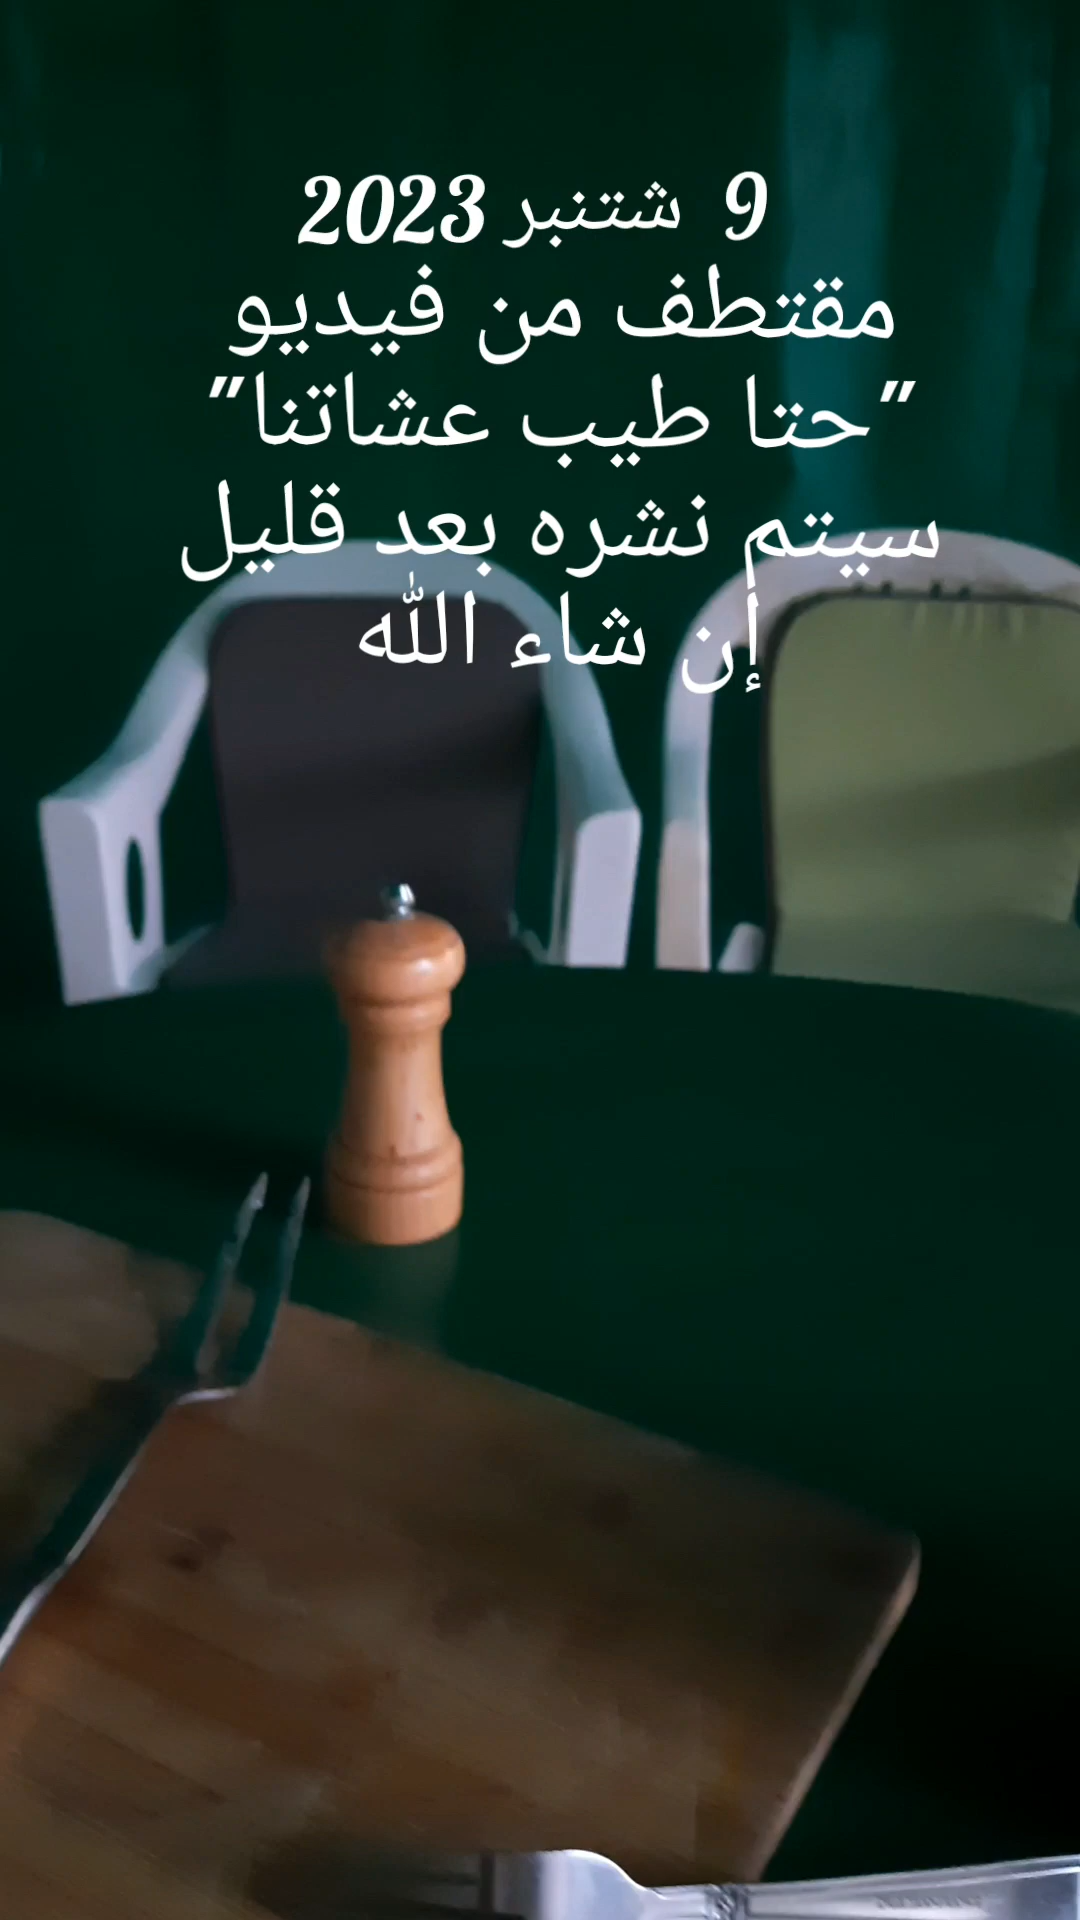 9 شتنبر 2023
مقتطف من فيديو
"حتا طيب عشاتنا"
سيتم نشره بعد قليل
إن شاء الله